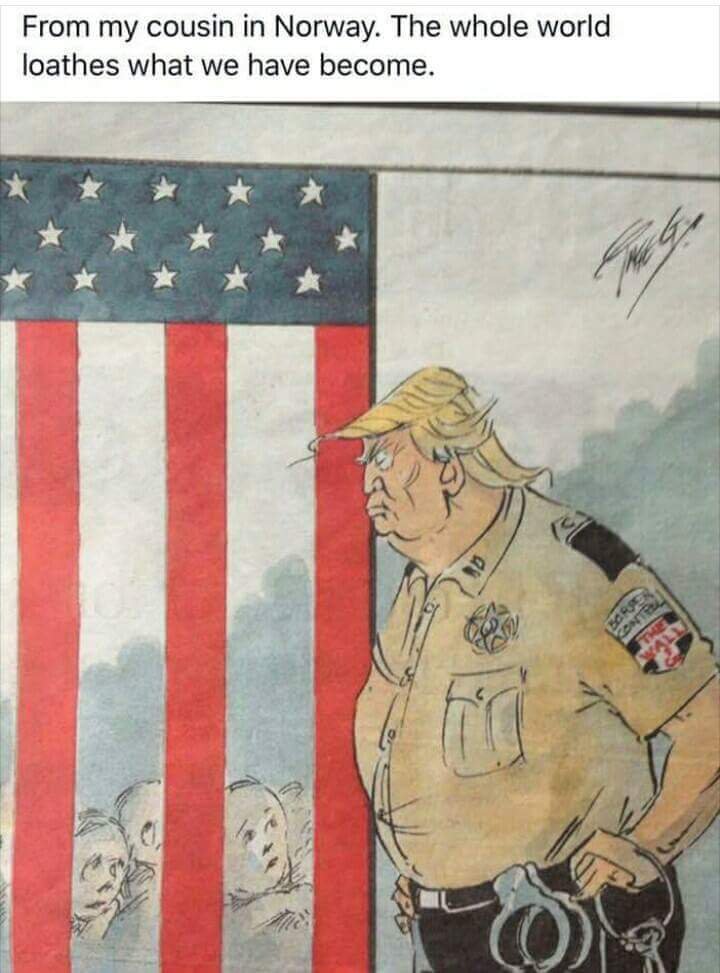 From my cousin in Norway. The whole world
loathes what we have become.
BORDER
CONTROL
THE
WALL